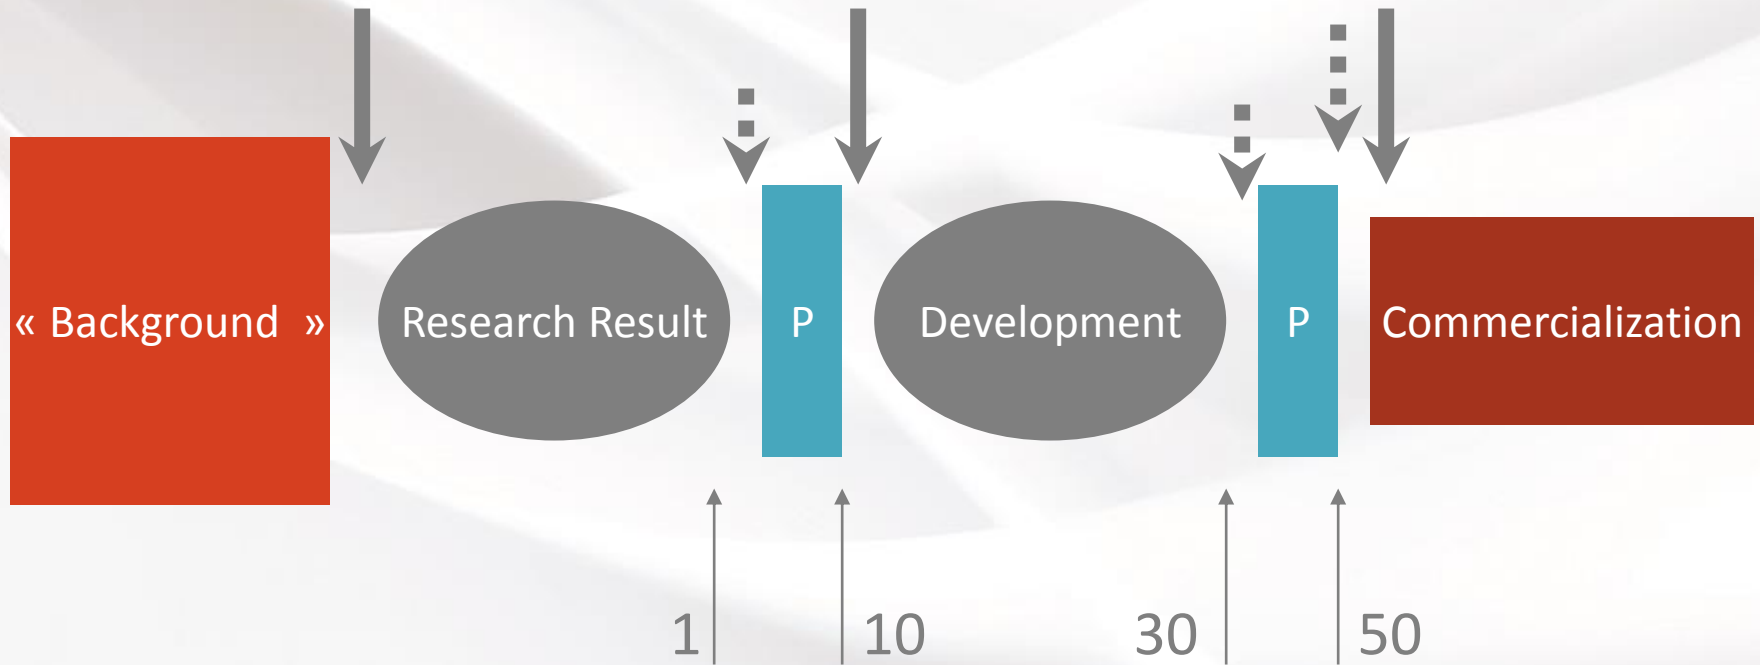 « Background »
Research Result
P
Development
P
Commercialization
1
10
30
50